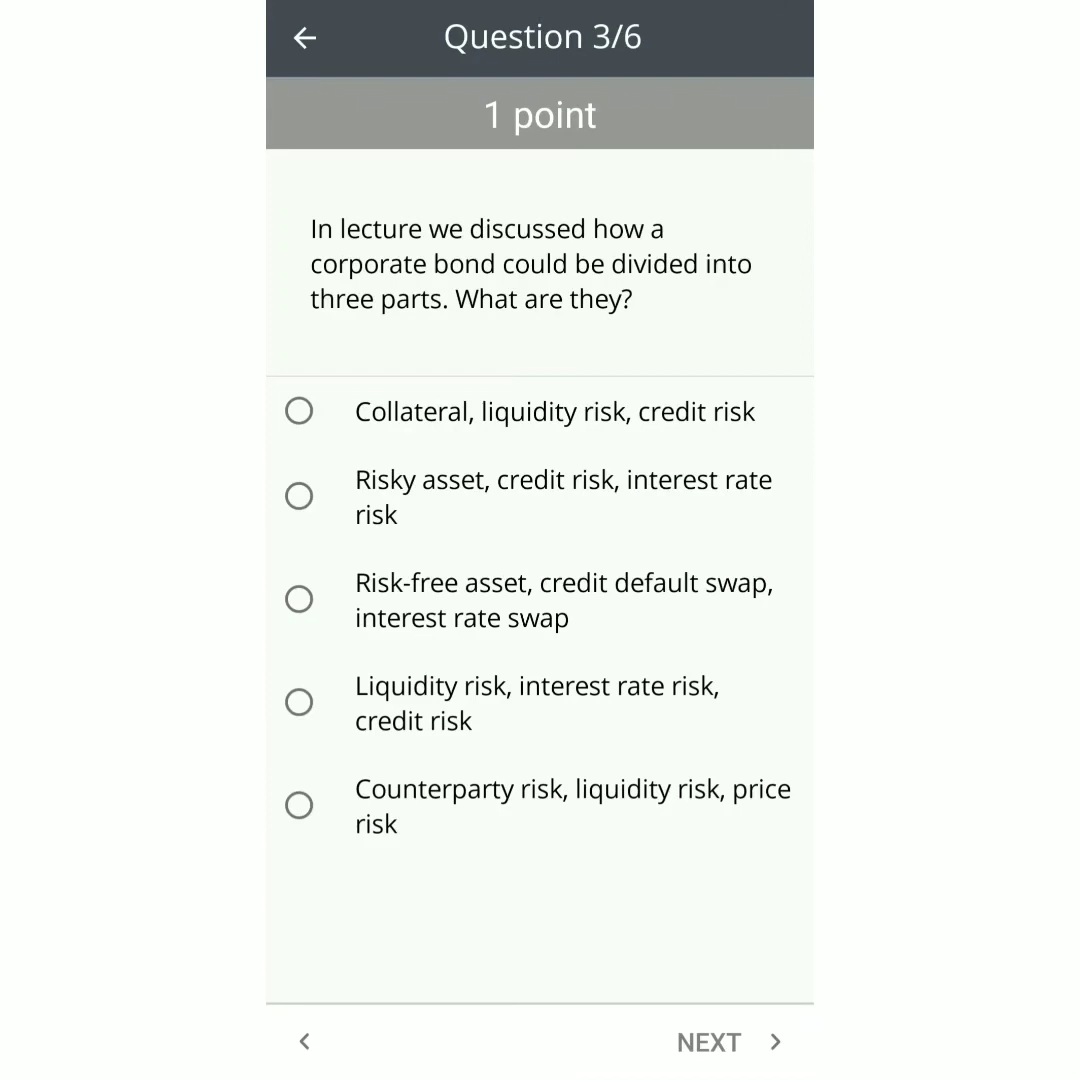 Question 3/6
1 point
In lecture we discussed how a
corporate bond could be divided into
three parts. What are they?
Collateral, liquidity risk, credit risk
Risky asset, credit risk, interest rate
risk
Risk-free asset, credit default swap,
interest rate swap
Liquidity risk, interest rate risk,
credit risk
Counterparty risk, liquidity risk, price
risk
NEXT